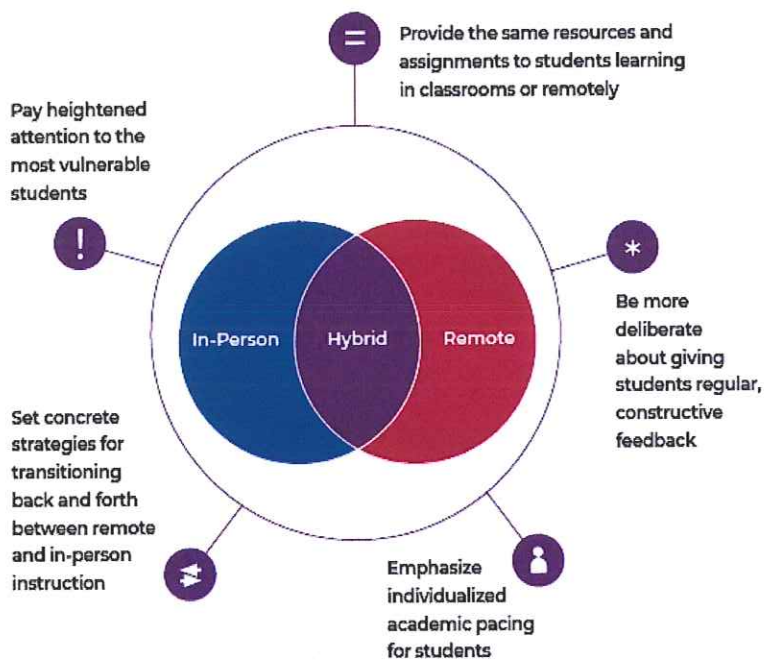 =
Provide the same resources and
assignments to students learning
in classrooms or remotely
Pay heightened
attention to the
most vulnerable
students
!
*
Be more
deliberate
about giving
students regular,
constructive
feedback
In-Person
Hybrid
Remote
Set concrete
strategies for
transitioning
back and forth
between remote
and in-person
instruction
Emphasize
individualized
academic pacing
for students